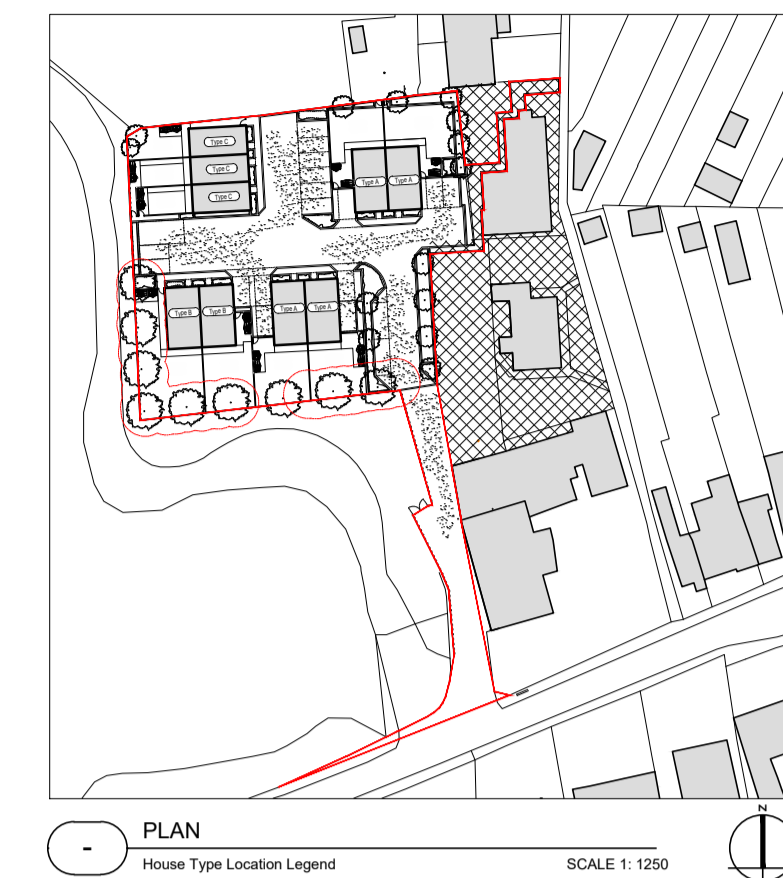 Type C
Type C
Type C
Type A Type A
Type B Type B
Type A Type A
- PLAN
House Type Location Legend SCALE 1: 1250
N